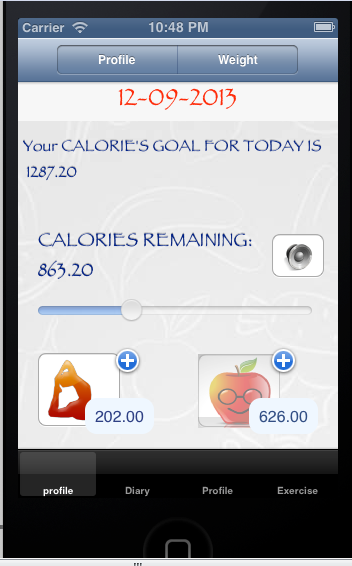 Carrier 10:48 PM
Profile Weight
12-09-2013
Your CALORIE'S GOAL FOR TODAY IS
1287.20
CALORIES REMAINING:
863.20
202.00 626.00
profile Diary Profile Exercise